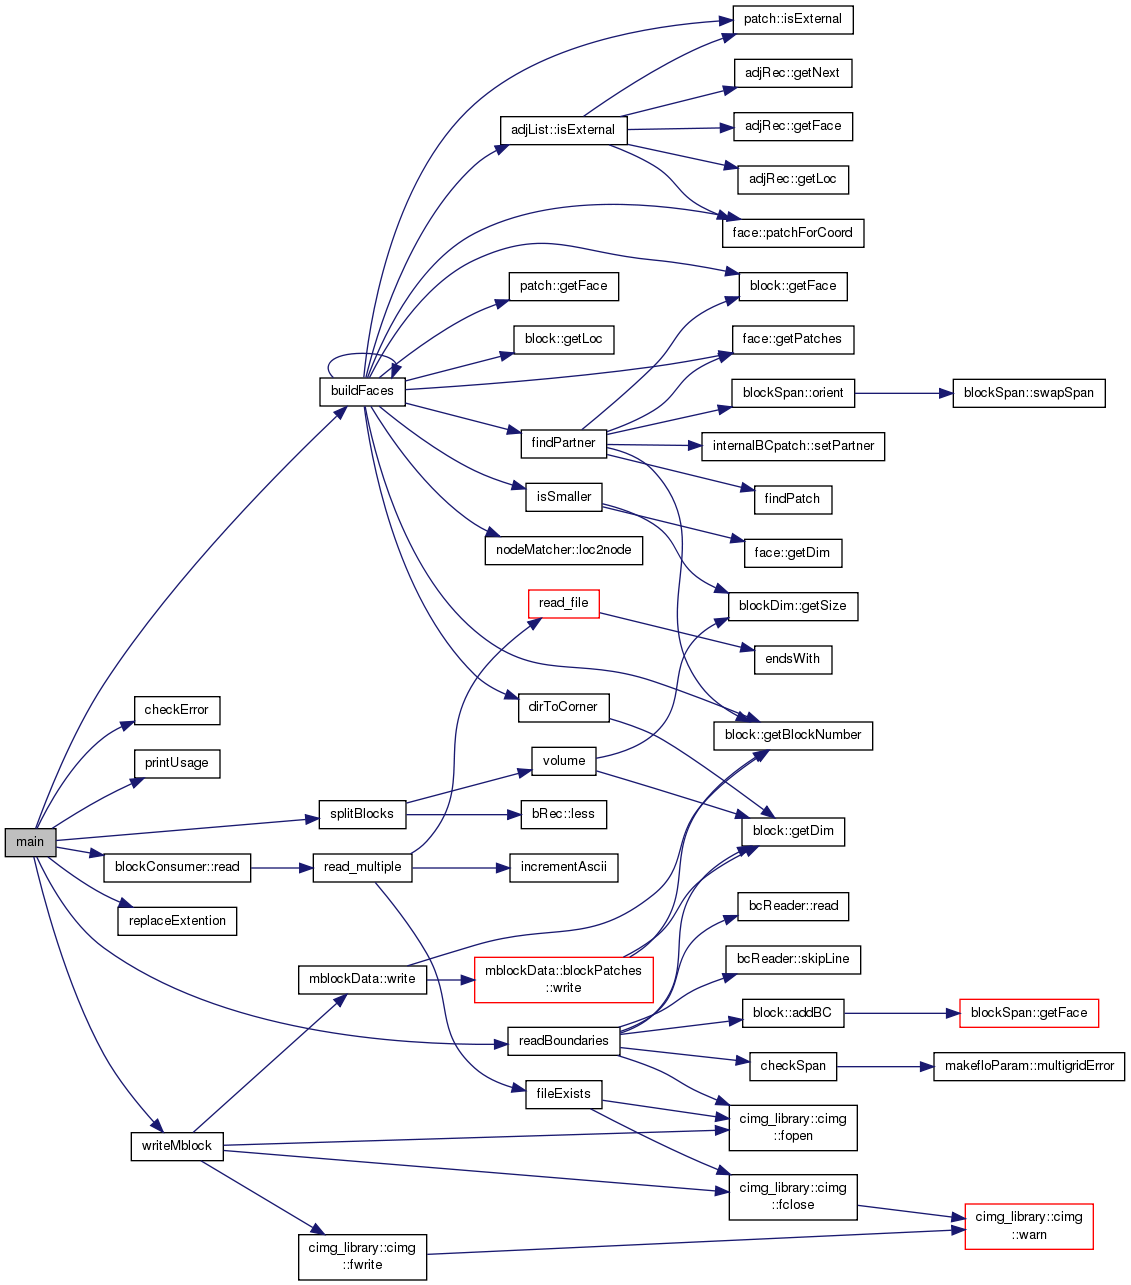 patch::isExternal
adjRec::getNext
adjList::isExternal
adjRec::getFace
adjRec::getLoc
face::patchForCoord
patch::getFace
block::getFace
block::getLoc
face::getPatches
buildFaces
blockSpan::orient
blockSpan::swapSpan
findPartner
internalBCpatch::setPartner
isSmaller
findPatch
nodeMatcher::loc2node
face::getDim
read_file
blockDim::getSize
endsWith
checkError
dirToCorner
block::getBlockNumber
printUsage
volume
splitBlocks
bRec::less
block::getDim
main
blockConsumer::read
read_multiple
incrementAscii
replaceExtention
bcReader::read
mblockData::write
mblockData::blockPatches
::write
bcReader::skipLine
block::addBC
blockSpan::getFace
readBoundaries
checkSpan
makefloParam::multigridError
fileExists
cimg_library::cimg
::fopen
writeMblock
cimg_library::cimg
::fclose
cimg_library::cimg
::warn
cimg_library::cimg
::fwrite